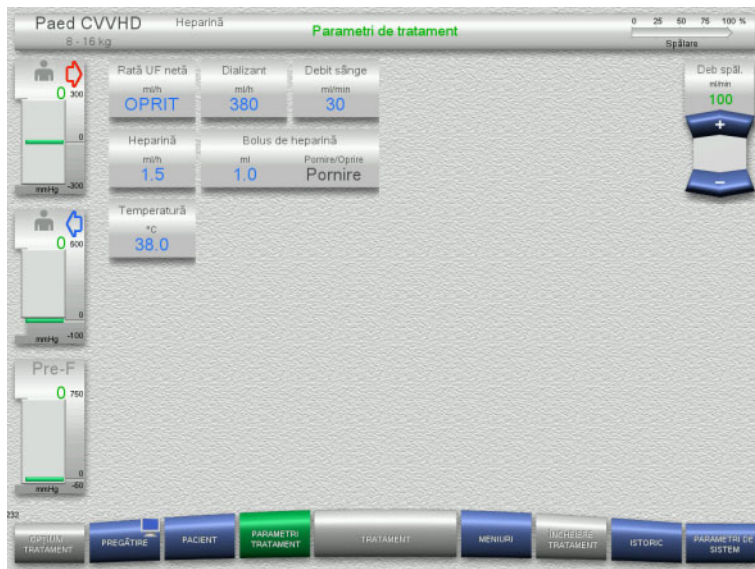 Paed CVVHD
Heparină
8 - 16 kg
Parametri de tratament
0 25 50 75 100 %
Spălare
0 300
0
-300
mmHg
Rată UF netă
ml/h
OPRIT
Dializant
ml/h
380
Debit sânge
ml/min
30
Deb spăl.
ml/min
100
+
−
Heparină
ml/h
1.5
Bolus de heparină
ml Pornire/Oprire
1.0 Pornire
Temperatură
°C
38.0
0 500
0
-100
mmHg
Pre-F
0 750
0
-50
mmHg
232
OPŢIUNI
TRATAMENT
PREGĂTIRE
PACIENT
PARAMETRI
TRATAMENT
TRATAMENT
MENIURI
ÎNCHEIERE
TRATAMENT
ISTORIC
PARAMETRI DE
SISTEM